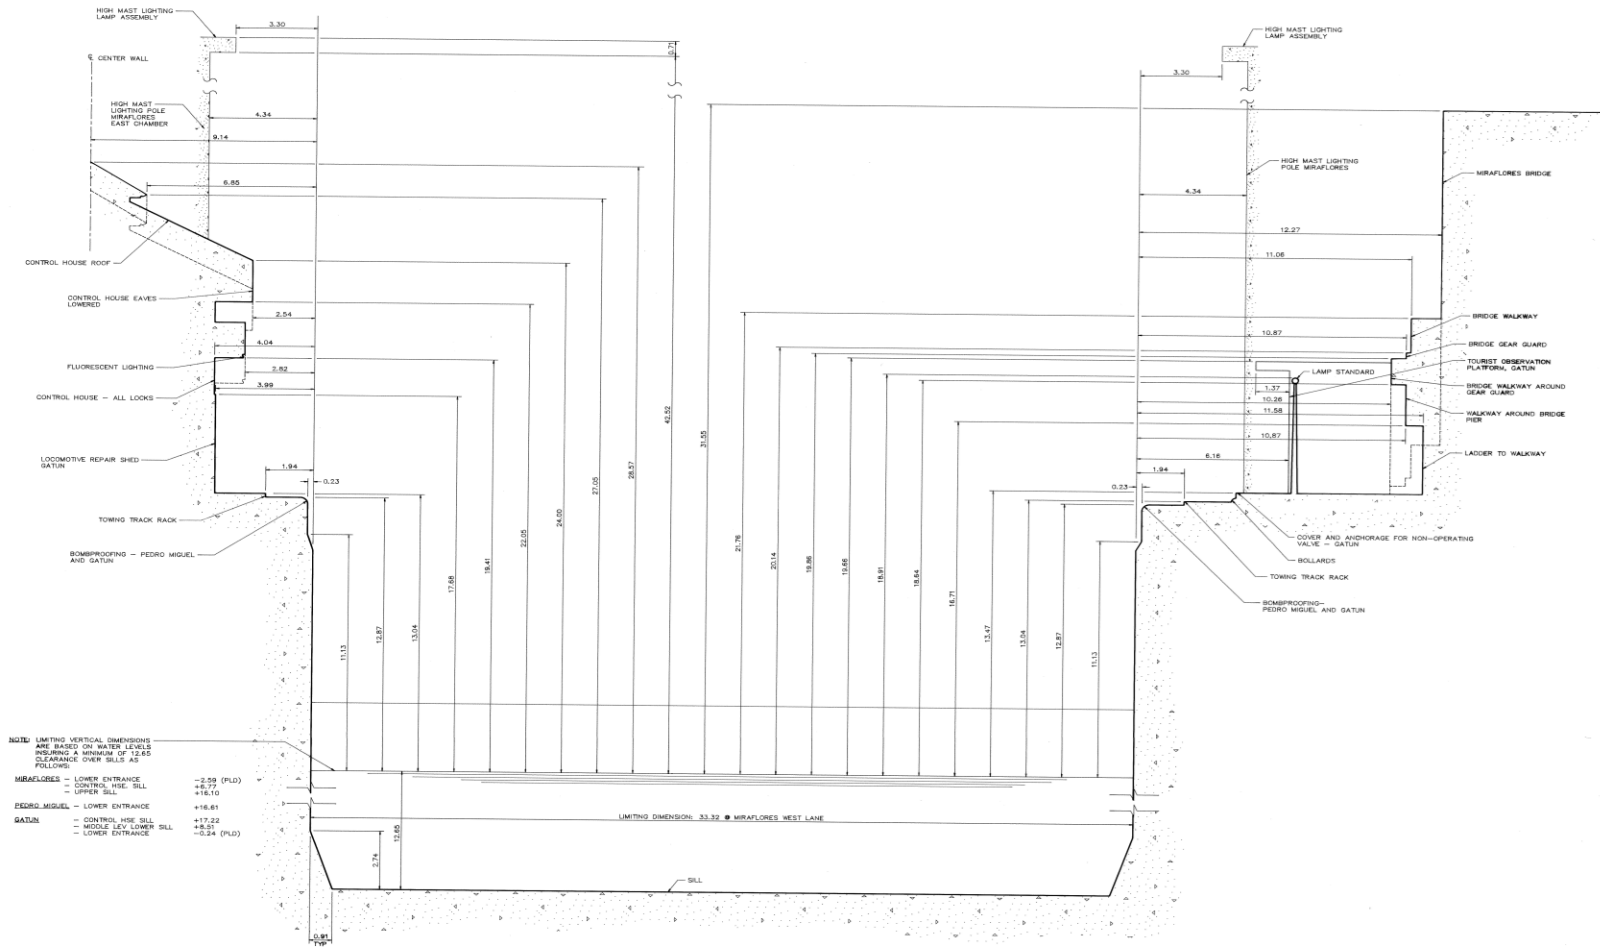 HIGH MAST LIGHTING
LAMP ASSEMBLY
3.30
0.71
℄ CENTER WALL
HIGH MAST
LIGHTING POLE
MIRAFLORES
EAST CHAMBER
4.34
9.14
6.85
CONTROL HOUSE ROOF
CONTROL HOUSE EAVES
LOWERED
2.54
4.04
FLUORESCENT LIGHTING
2.82
CONTROL HOUSE – ALL LOCKS
3.99
LOCOMOTIVE REPAIR SHED
GATUN
1.94
0.23
TOWING TRACK RACK
BOMBPROOFING – PEDRO MIGUEL
AND GATUN
11.13
12.87
13.04
17.68
19.41
22.05
24.00
27.05
28.57
42.52
31.55
21.76
20.14
19.86
19.66
18.91
18.64
16.71
13.47
13.04
12.87
11.13
HIGH MAST LIGHTING
LAMP ASSEMBLY
3.30
HIGH MAST LIGHTING
POLE MIRAFLORES
MIRAFLORES BRIDGE
4.34
12.27
11.06
BRIDGE WALKWAY
10.87
BRIDGE GEAR GUARD
TOURIST OBSERVATION
PLATFORM, GATUN
LAMP STANDARD
1.37
BRIDGE WALKWAY AROUND
GEAR GUARD
10.26
11.58
WALKWAY AROUND BRIDGE
PIER
10.87
LADDER TO WALKWAY
6.16
1.94
0.23
COVER AND ANCHORAGE FOR NON-OPERATING
VALVE – GATUN
BOLLARDS
TOWING TRACK RACK
BOMBPROOFING–
PEDRO MIGUEL AND GATUN
NOTE: LIMITING VERTICAL DIMENSIONS
ARE BASED ON WATER LEVELS
INSURING A MINIMUM OF 12.65
CLEARANCE OVER SILLS AS
FOLLOWS:
MIRAFLORES – LOWER ENTRANCE –2.59 (PLD)
– CONTROL HSE. SILL +6.77
– UPPER SILL +16.10
PEDRO MIGUEL – LOWER ENTRANCE +16.61
GATUN – CONTROL HSE SILL +17.22
– MIDDLE LEV LOWER SILL +8.51
– LOWER ENTRANCE –0.24 (PLD)
LIMITING DIMENSION: 33.32 @ MIRAFLORES WEST LANE
12.65
2.74
SILL
0.91
TYP